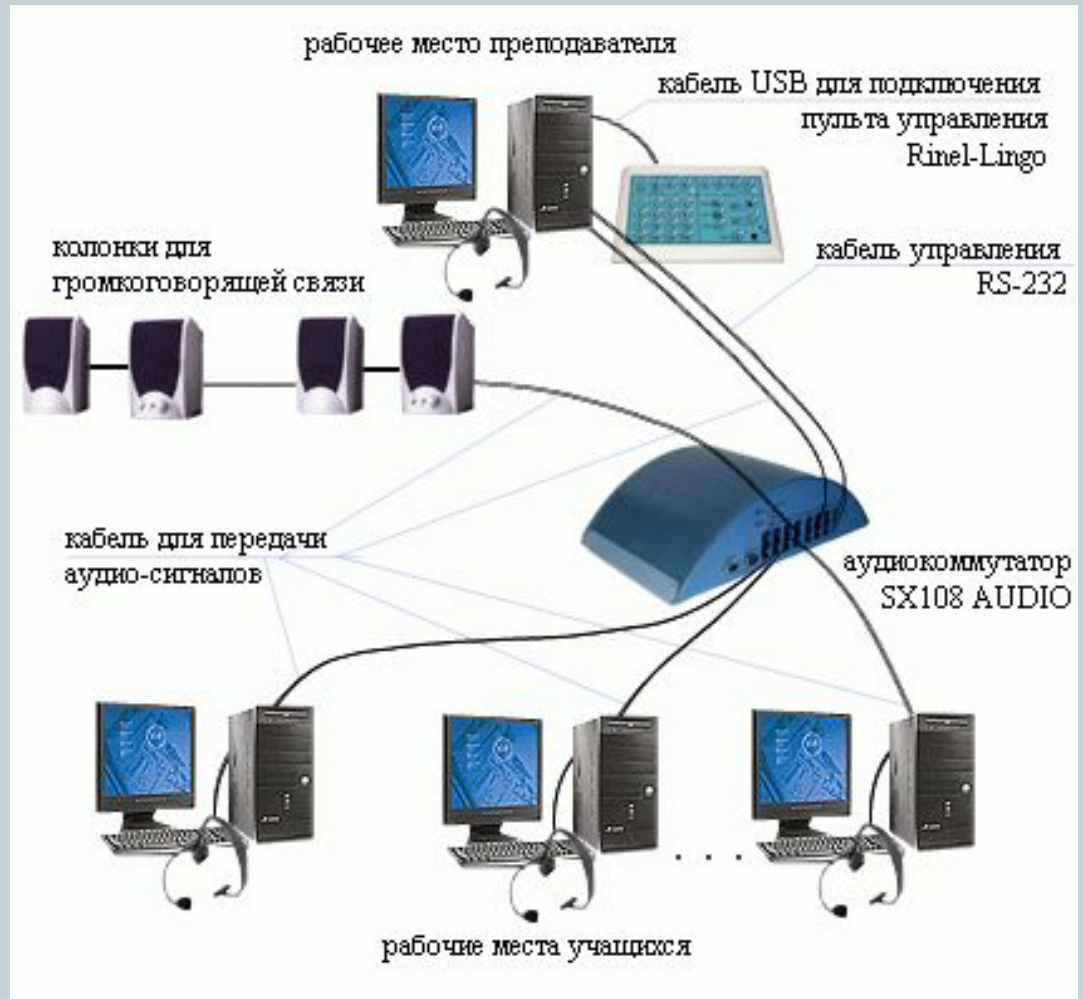 рабочее место преподавателя
кабель USB для подключения
пульта управления
Rinel-Lingo
колонки для
громкоговорящей связи
кабель управления
RS-232
кабель для передачи
аудио-сигналов
аудиокоммутатор
SX108 AUDIO
. . .
рабочие места учащихся